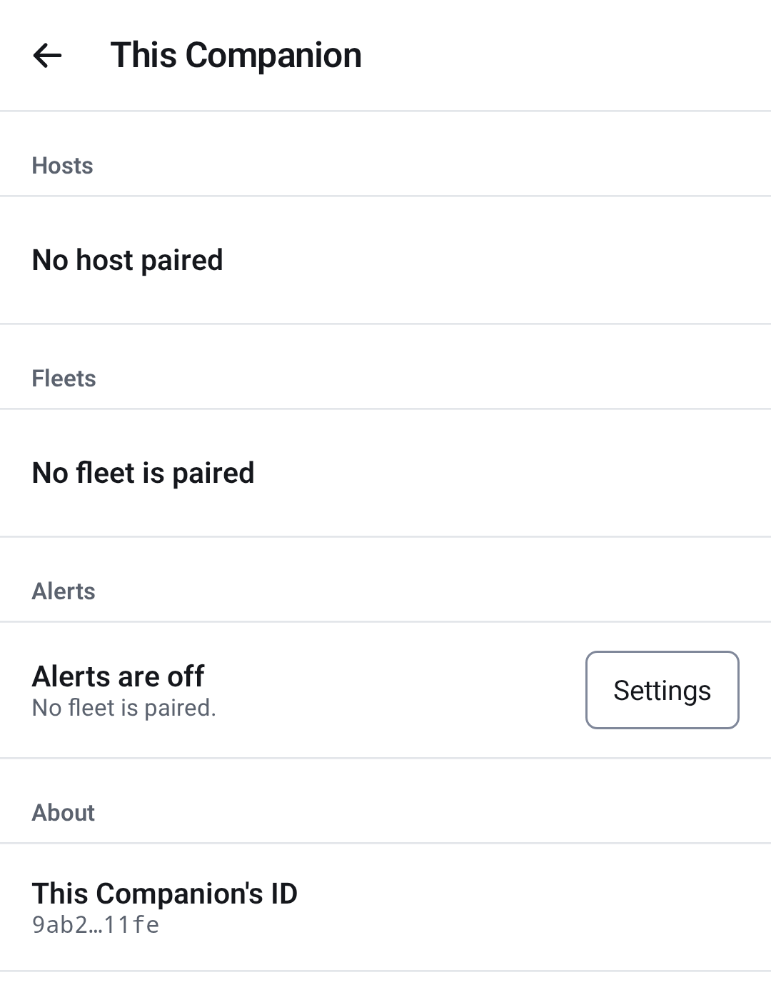 This Companion
Hosts
No host paired
Fleets
No fleet is paired
Alerts
Alerts are off
No fleet is paired.
Settings
About
This Companion's ID
9ab2…11fe